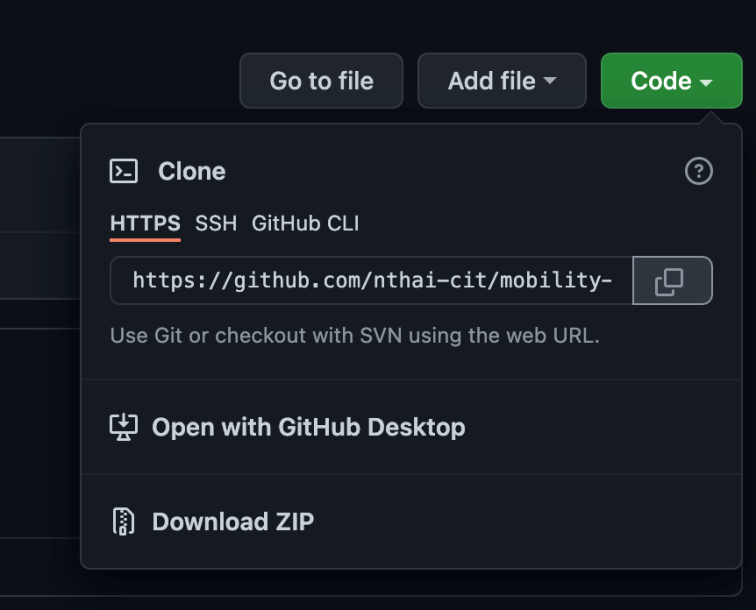 Go to file Add file Code
Clone
HTTPS SSH GitHub CLI
https://github.com/nthai-cit/mobility-
Use Git or checkout with SVN using the web URL.
Open with GitHub Desktop
Download ZIP